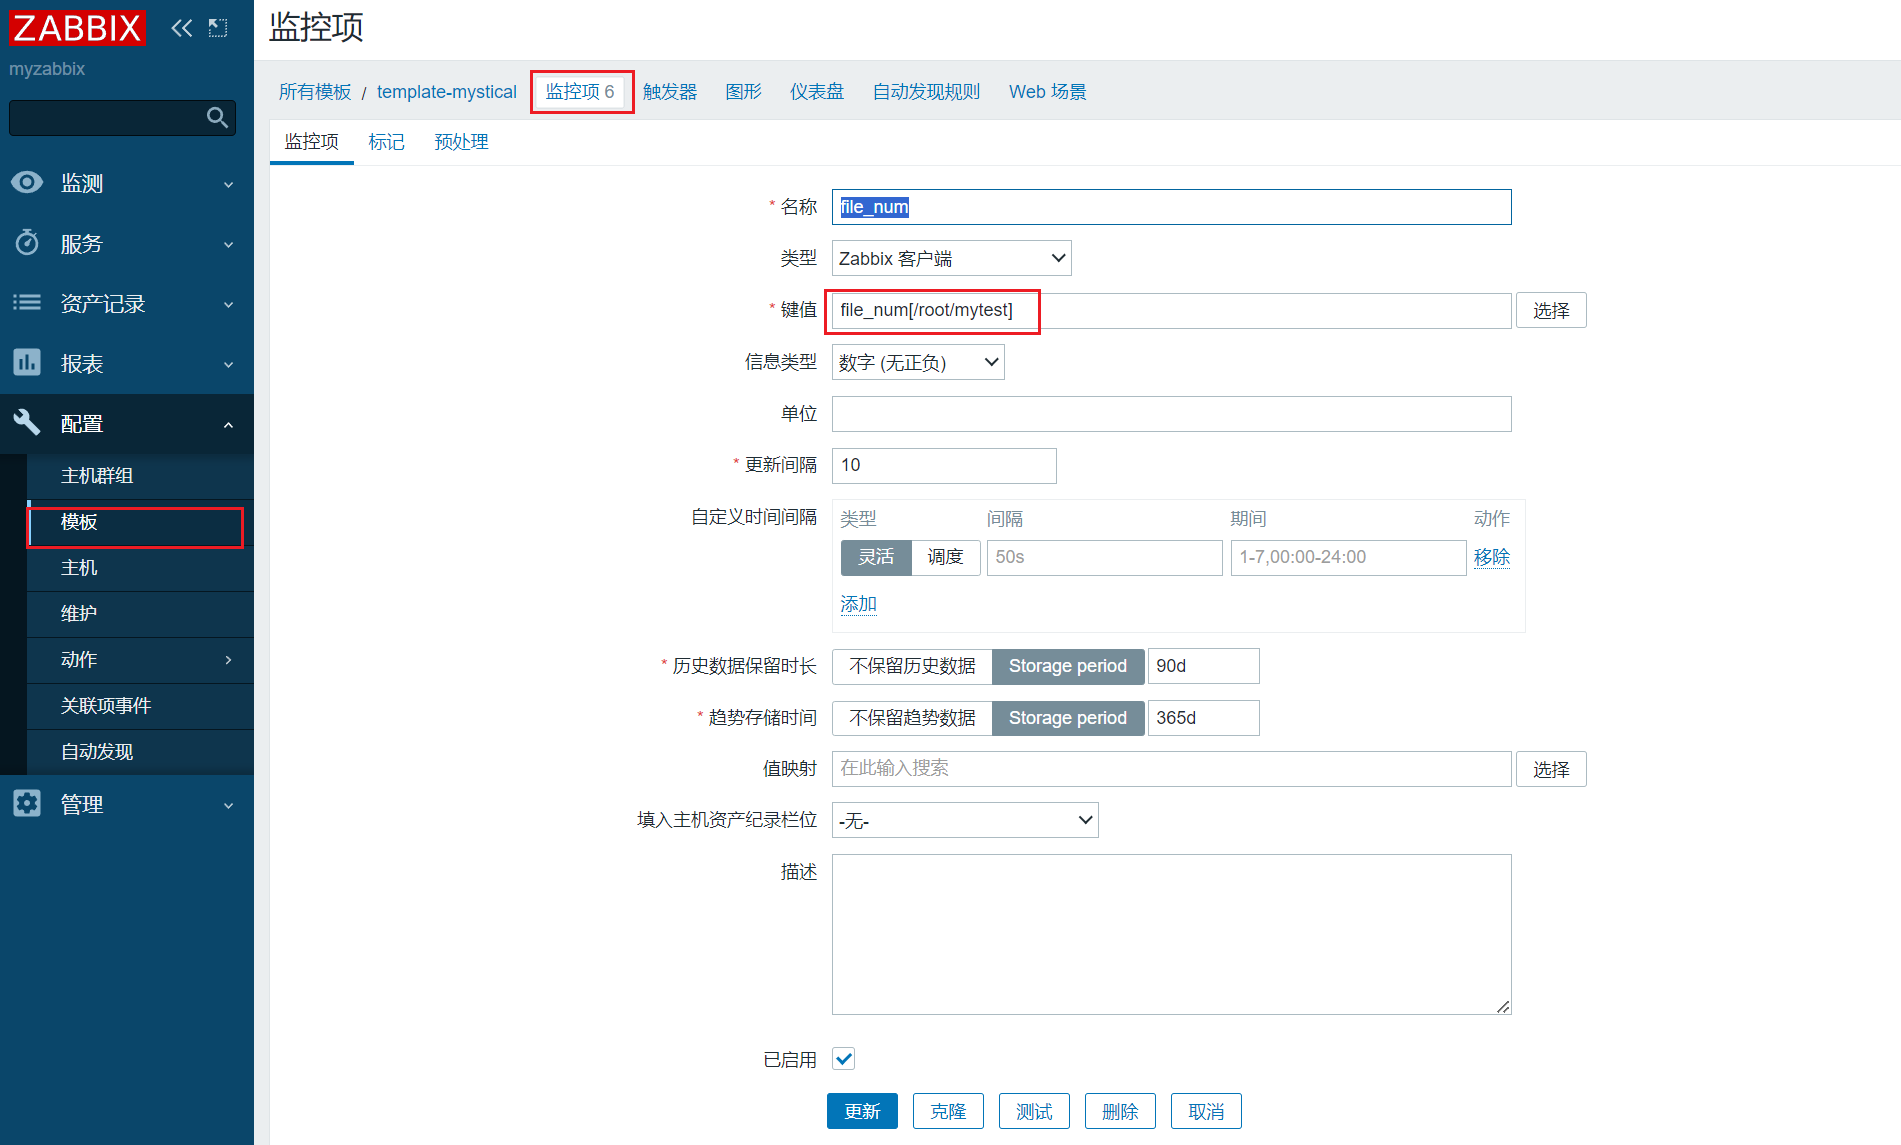 ZABBIX
myzabbix
监测
服务
资产记录
报表
配置
主机群组
模板
主机
维护
动作
关联项事件
自动发现
管理
监控项
所有模板 / template-mystical 监控项 6 触发器 图形 仪表盘 自动发现规则 Web 场景
监控项 标记 预处理
* 名称 file_num
类型 Zabbix 客户端
* 键值 file_num[/root/mytest] 选择
信息类型 数字 (无正负)
单位
* 更新间隔 10
自定义时间间隔 类型 间隔 期间 动作
灵活 调度 50s 1-7,00:00-24:00 移除
添加
* 历史数据保留时长 不保留历史数据 Storage period 90d
* 趋势存储时间 不保留趋势数据 Storage period 365d
值映射 在此输入搜索 选择
填入主机资产纪录栏位 -无-
描述
已启用
更新 克隆 测试 删除 取消